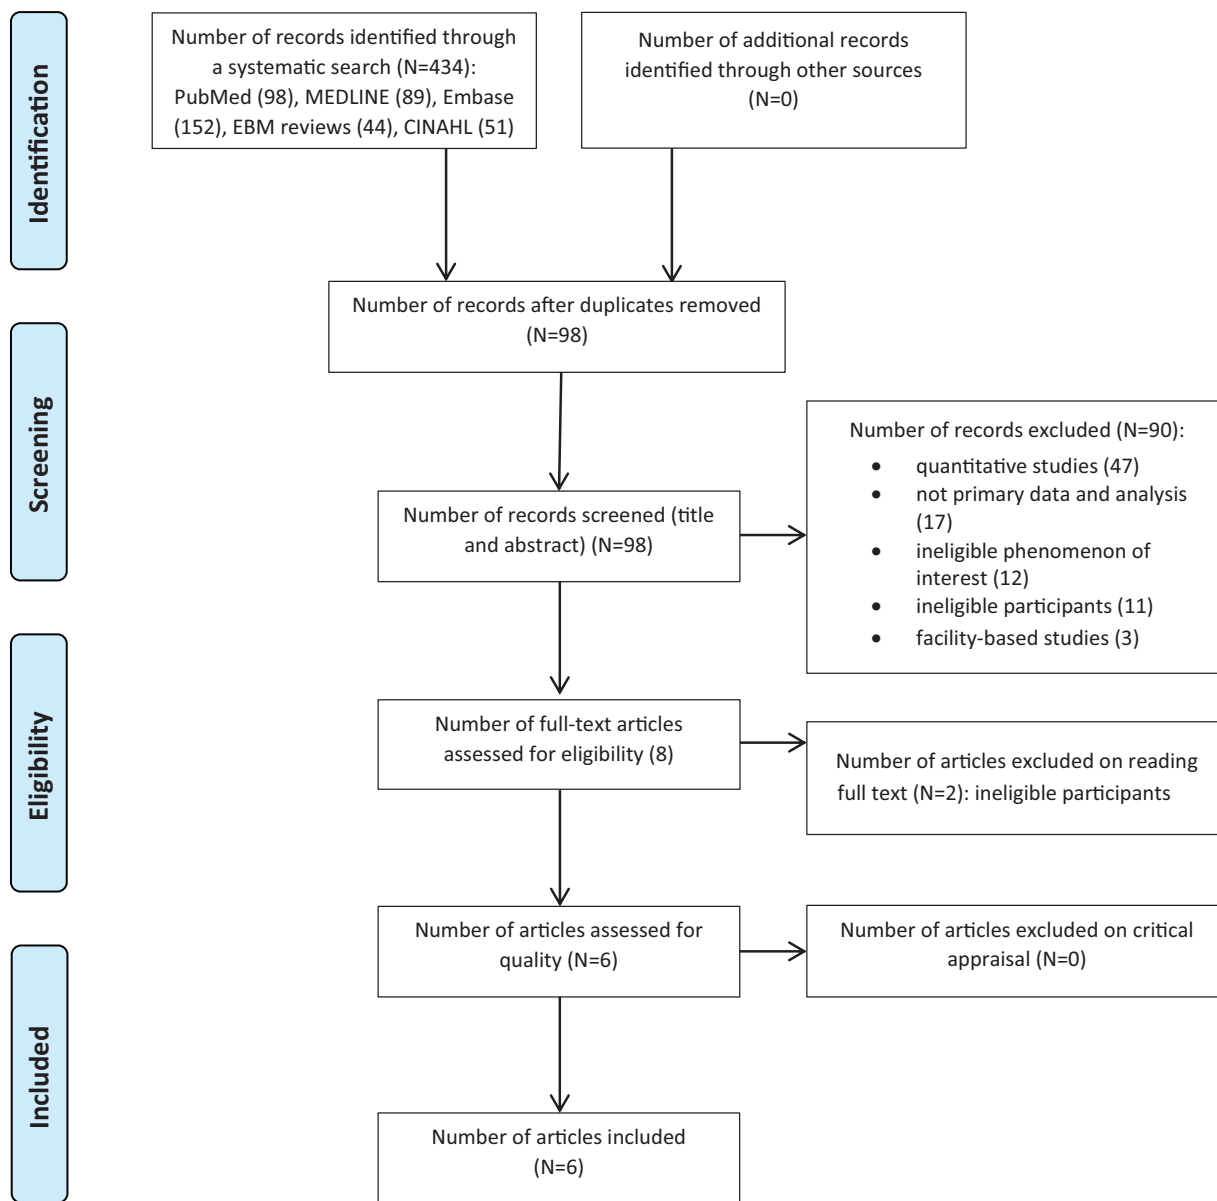 Identification
Number of records identified through
a systematic search (N=434):
PubMed (98), MEDLINE (89), Embase
(152), EBM reviews (44), CINAHL (51)
Number of additional records
identified through other sources
(N=0)
Number of records after duplicates removed
(N=98)
Screening
Number of records screened (title
and abstract) (N=98)
Number of records excluded (N=90):
• quantitative studies (47)
• not primary data and analysis
(17)
• ineligible phenomenon of
interest (12)
• ineligible participants (11)
• facility-based studies (3)
Eligibility
Number of full-text articles
assessed for eligibility (8)
Number of articles excluded on reading
full text (N=2): ineligible participants
Number of articles assessed for
quality (N=6)
Number of articles excluded on critical
appraisal (N=0)
Included
Number of articles included
(N=6)